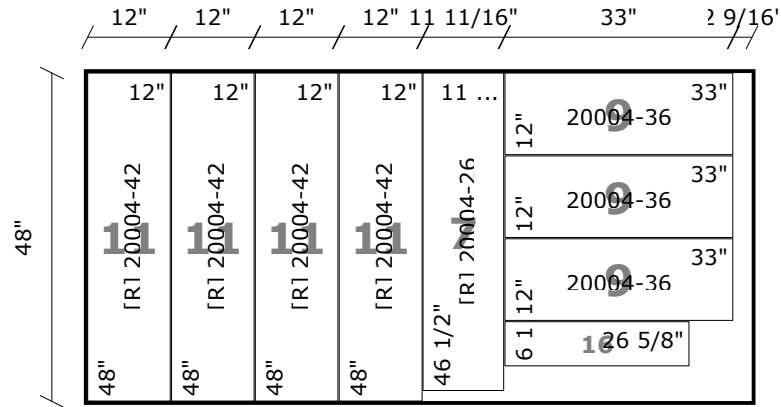 12" 12" 12" 12" 11 11/16" 33" 2 9/16"
48"
12" 12" 12" 12" 11 ... 33"
[R] 20004-42 [R] 20004-42 [R] 20004-42 [R] 20004-42 [R] 20004-26
11 11 11 11 7
48" 48" 48" 48" 46 1/2"
12" 20004-36
9
33"
12" 20004-36
9
33"
12" 20004-36
9
6 1 16 26 5/8"